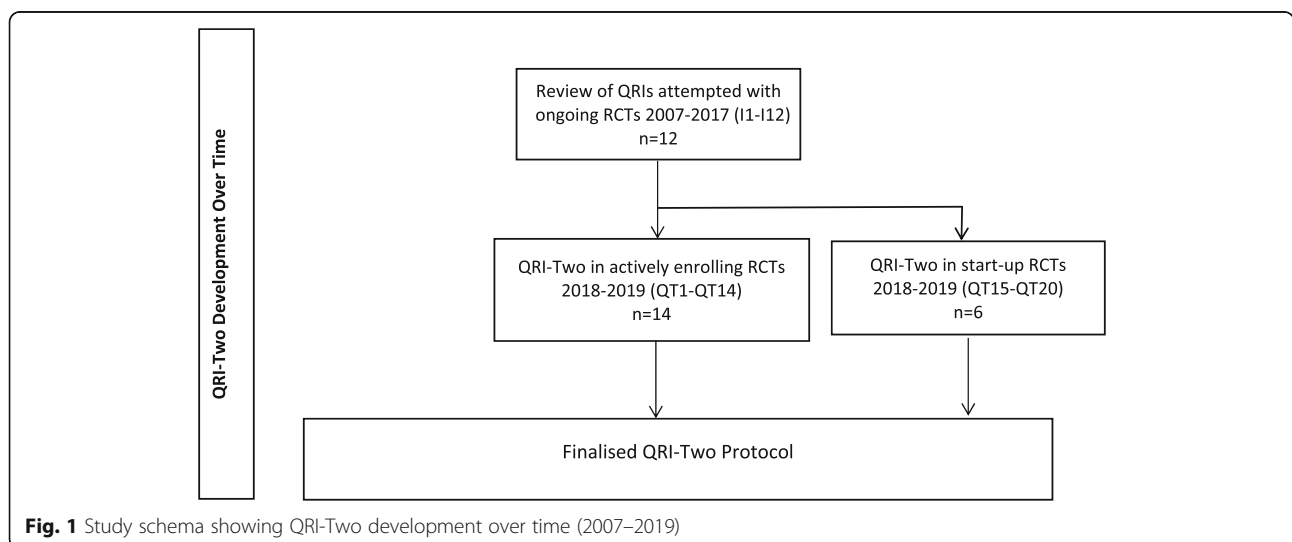 QRI-Two Development Over Time
Review of QRIs attempted with
ongoing RCTs 2007-2017 (I1-I12)
n=12
QRI-Two in actively enrolling RCTs
2018-2019 (QT1-QT14)
n=14
QRI-Two in start-up RCTs
2018-2019 (QT15-QT20)
n=6
Finalised QRI-Two Protocol
Fig. 1 Study schema showing QRI-Two development over time (2007–2019)